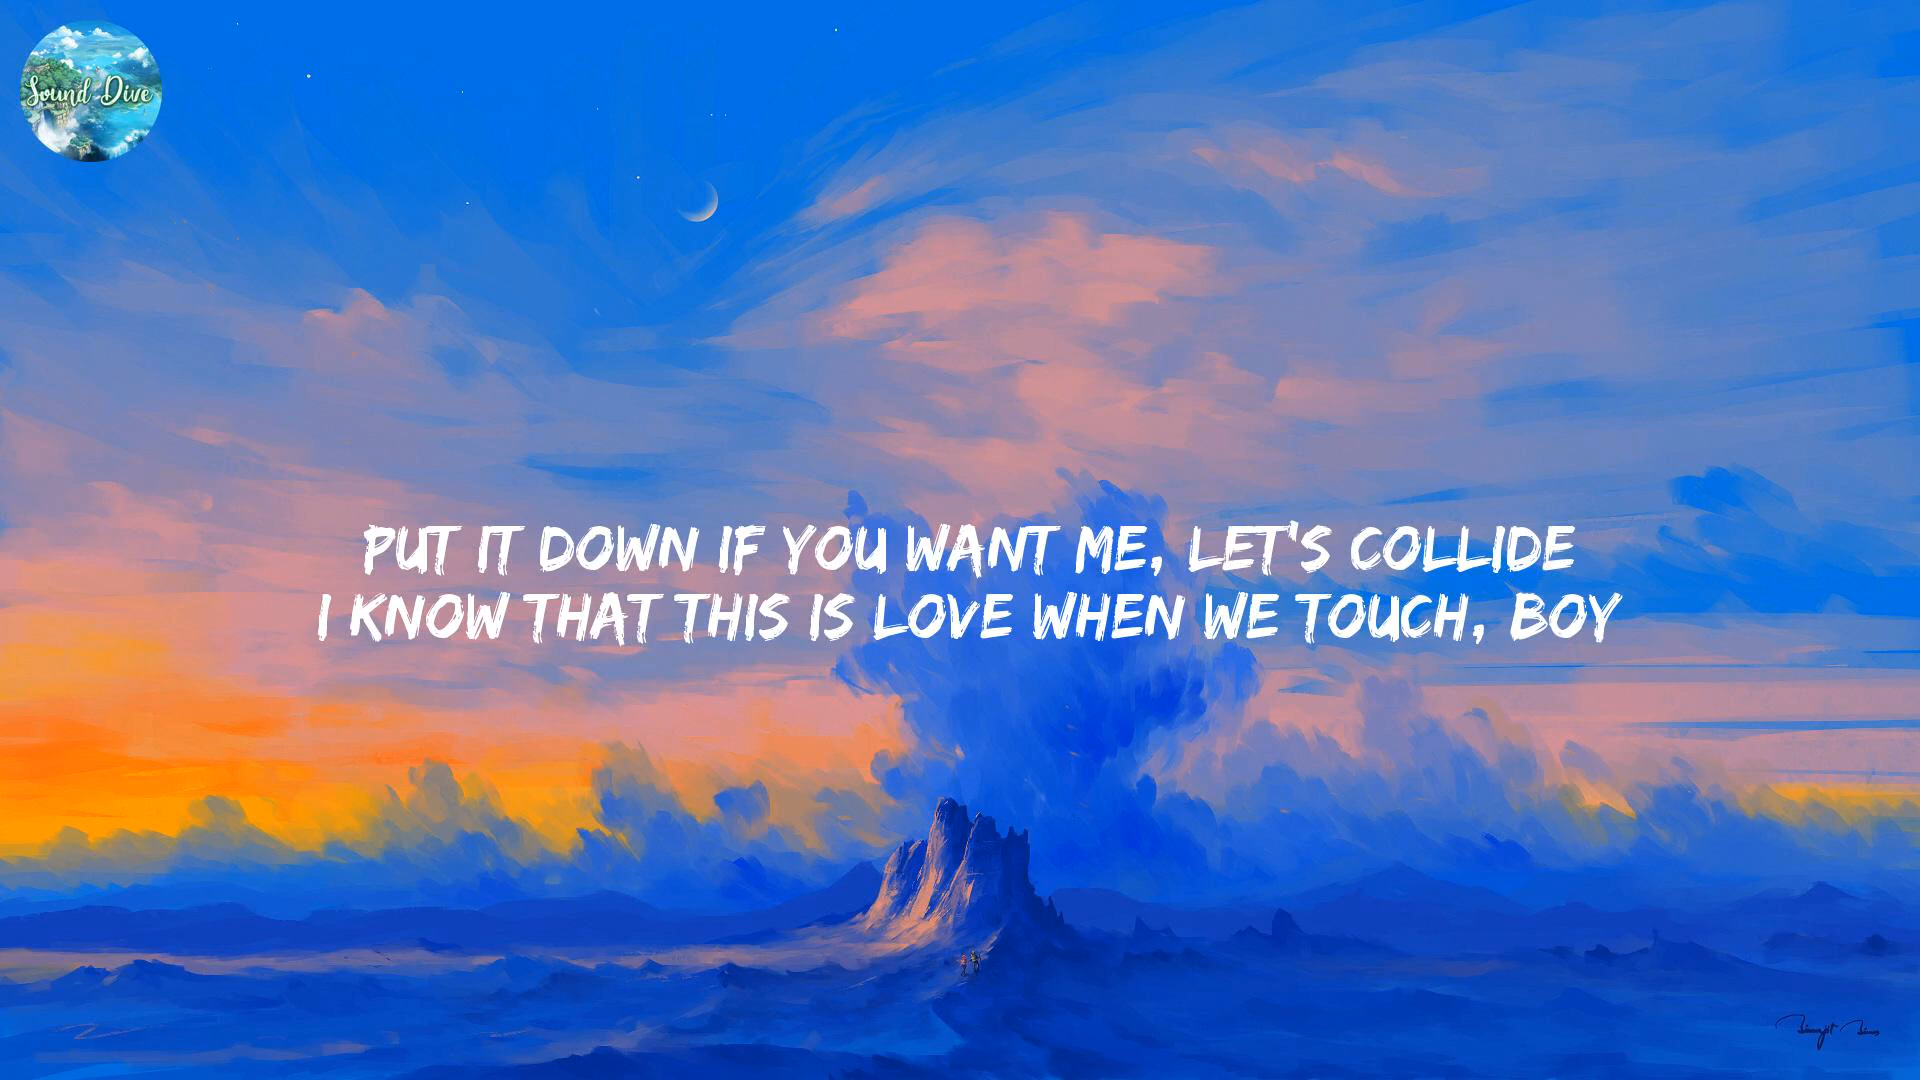 Sound Dive
PUT IT DOWN IF YOU WANT ME, LET'S COLLIDE
I KNOW THAT THIS IS LOVE WHEN WE TOUCH, BOY